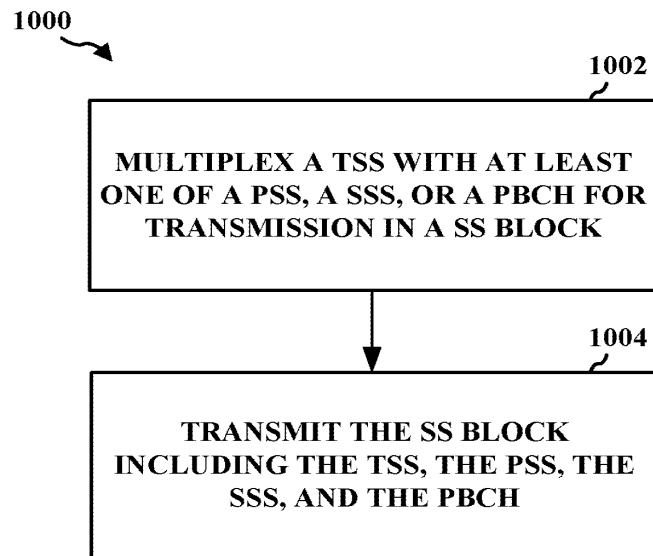 1000
1002
MULTIPLEX A TSS WITH AT LEAST
ONE OF A PSS, A SSS, OR A PBCH FOR
TRANSMISSION IN A SS BLOCK
1004
TRANSMIT THE SS BLOCK
INCLUDING THE TSS, THE PSS, THE
SSS, AND THE PBCH